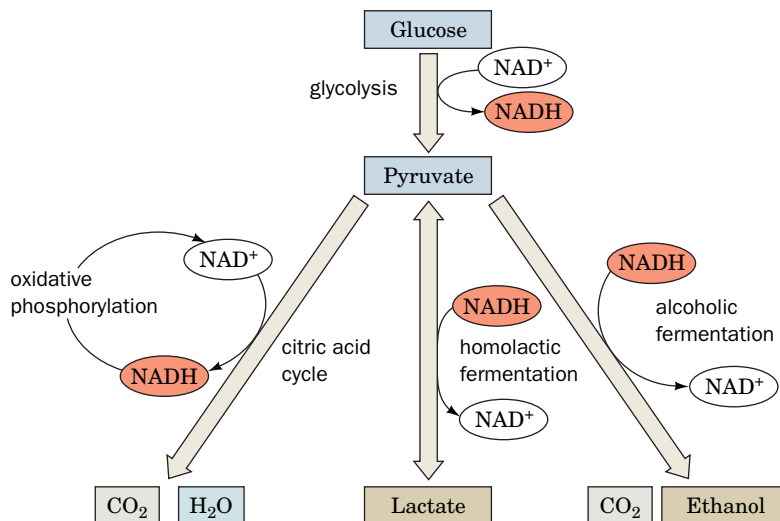 Glucose
NAD⁺
glycolysis
NADH
Pyruvate
NAD⁺
oxidative
phosphorylation
NADH
citric acid
cycle
NADH
homolactic
fermentation
NAD⁺
NADH
alcoholic
fermentation
NAD⁺
CO₂
H₂O
Lactate
CO₂
Ethanol